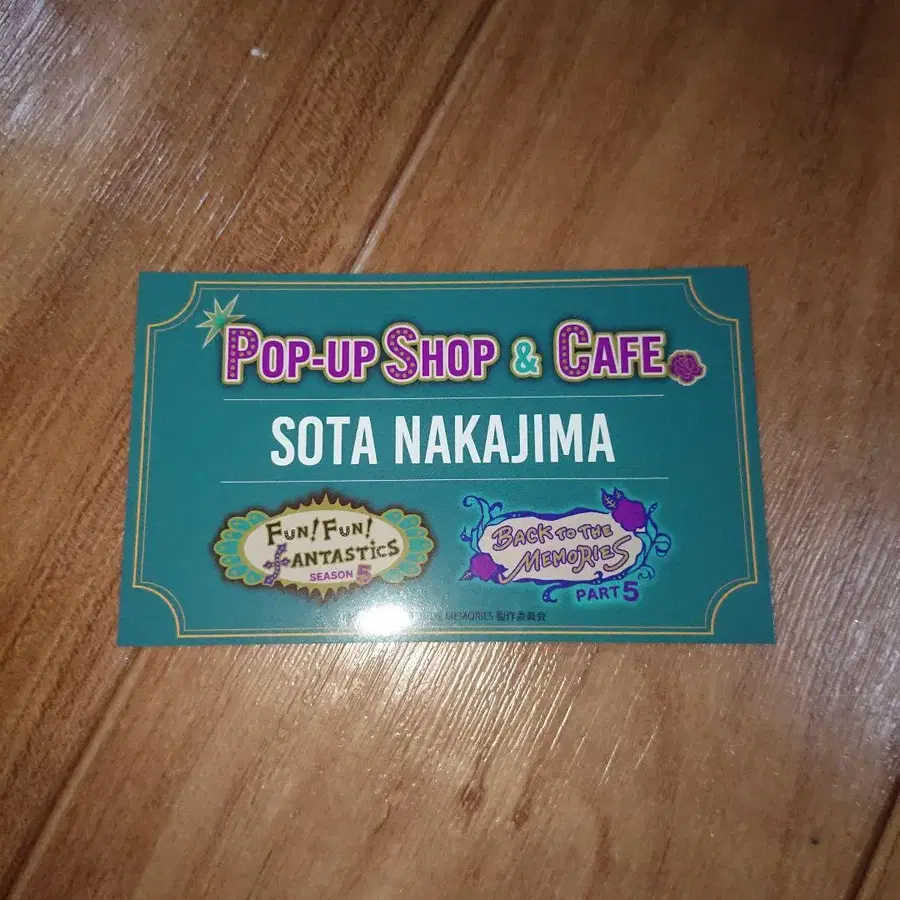 POP-UP SHOP & CAFE
SOTA NAKAJIMA
FUN! FUN!
FANTASTICS
SEASON 5
BACK TO THE
MEMORIES
PART 5
MEMORIES 製作委員会